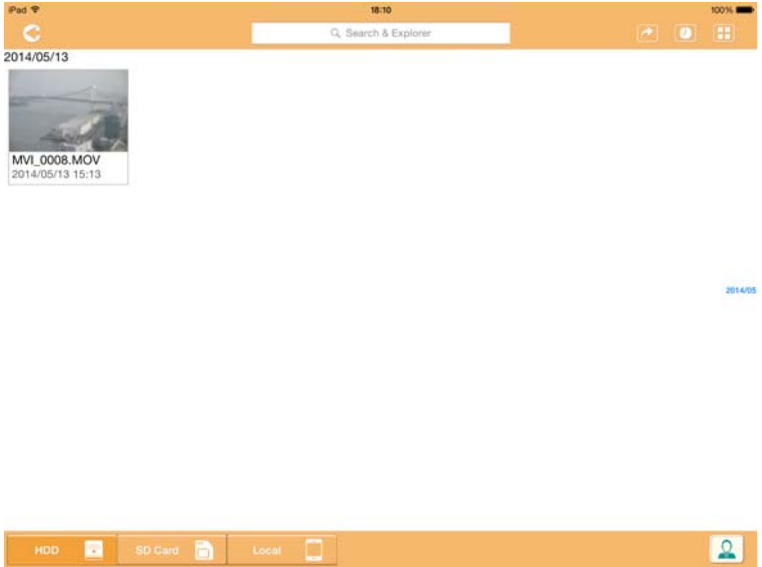 iPad 18:10 100%
Search & Explorer
2014/05/13
MVI_0008.MOV
2014/05/13 15:13
2014/05
HDD SD Card Local